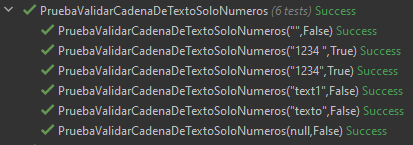 PruebaValidarCadenaDeTextoSoloNumeros (6 tests) Success
PruebaValidarCadenaDeTextoSoloNumeros("",False) Success
PruebaValidarCadenaDeTextoSoloNumeros("1234 ",True) Success
PruebaValidarCadenaDeTextoSoloNumeros("1234",True) Success
PruebaValidarCadenaDeTextoSoloNumeros("text1",False) Success
PruebaValidarCadenaDeTextoSoloNumeros("texto",False) Success
PruebaValidarCadenaDeTextoSoloNumeros(null,False) Success